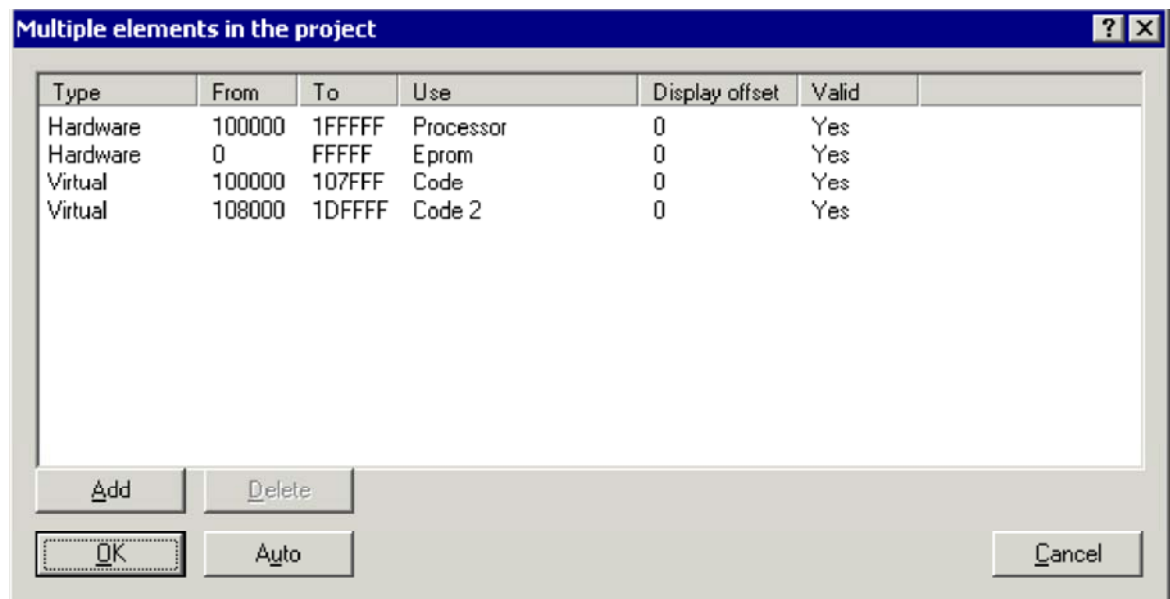 Multiple elements in the project
Type From To Use Display offset Valid
Hardware 100000 1FFFFF Processor 0 Yes
Hardware 0 FFFFF Eprom 0 Yes
Virtual 100000 107FFF Code 0 Yes
Virtual 108000 1DFFFF Code 2 0 Yes
Add Delete
OK Auto Cancel